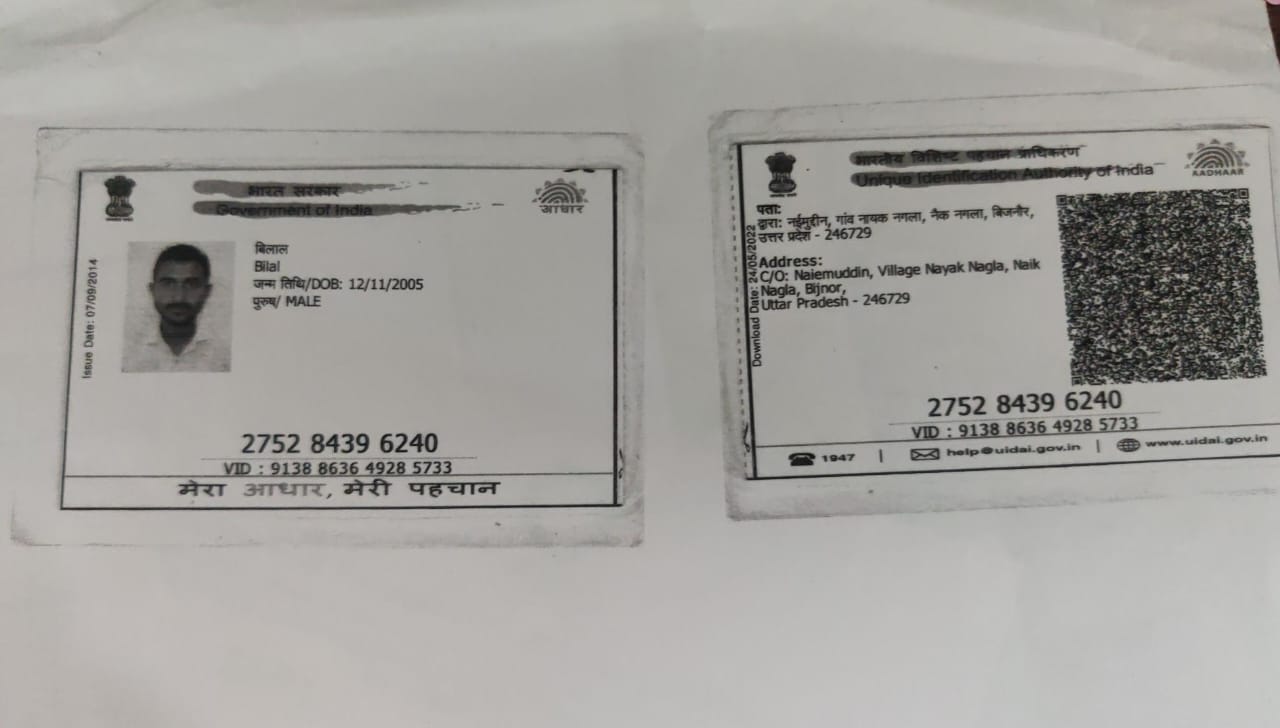 भारत सरकार
Government of India
आधार
Issue Date: 07/09/2014
बिलाल
Bilal
जन्म तिथि/DOB: 12/11/2005
पुरुष/ MALE
2752 8439 6240
VID : 9138 8636 4928 5733
मेरा आधार, मेरी पहचान
भारतीय विशिष्ट पहचान प्राधिकरण
Unique Identification Authority of India
AADHAAR
Download Date: 24/05/2022
पता:
द्वारा: नईमुद्दीन, गांव नायक नगला, नैक नगला, बिजनौर,
उत्तर प्रदेश - 246729
Address:
C/O: Naiemuddin, Village Nayak Nagla, Naik
Nagla, Bijnor,
Uttar Pradesh - 246729
2752 8439 6240
VID : 9138 8636 4928 5733
1947 | help@uidai.gov.in | www.uidai.gov.in